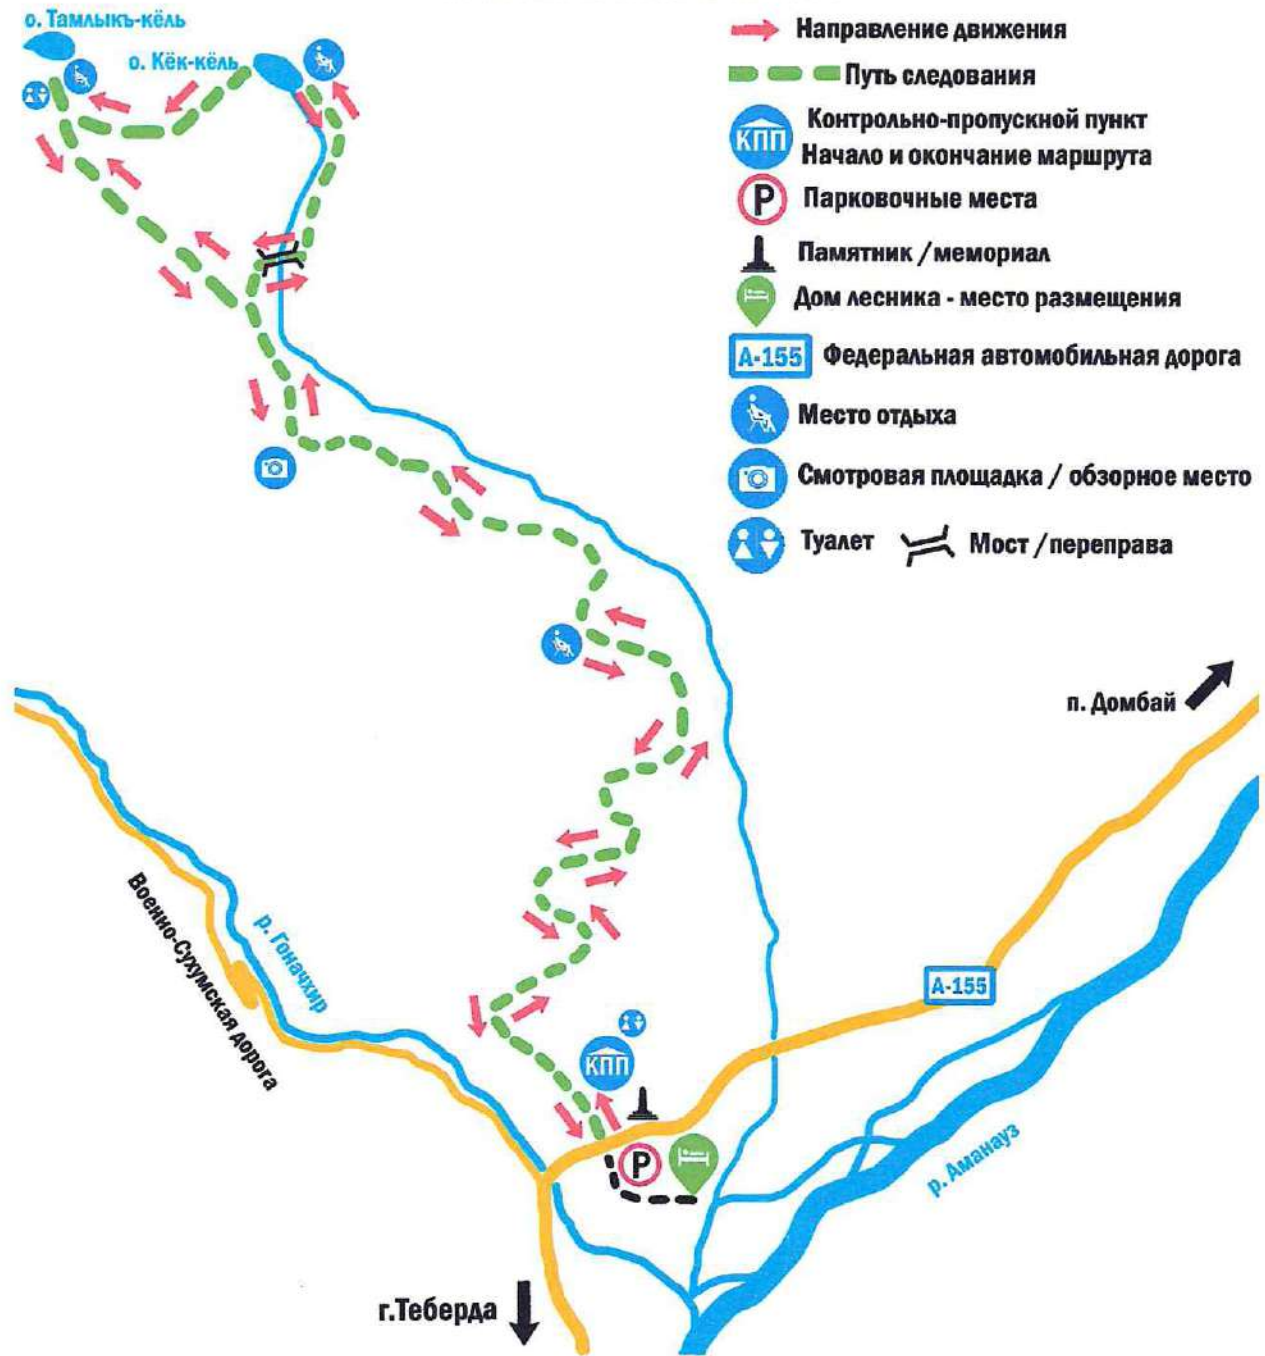 о. Тамлыкъ-кёль
о. Кёк-кёль
Направление движения
Путь следования
КПП
Контрольно-пропускной пункт
Начало и окончание маршрута
P
Парковочные места
Памятник / мемориал
Дом лесника - место размещения
А-155
Федеральная автомобильная дорога
Место отдыха
Смотровая площадка / обзорное место
Туалет
Мост / переправа
п. Домбай
Военно-Сухумская дорога
р. Гоначхир
А-155
КПП
P
р. Аманауз
г.Теберда